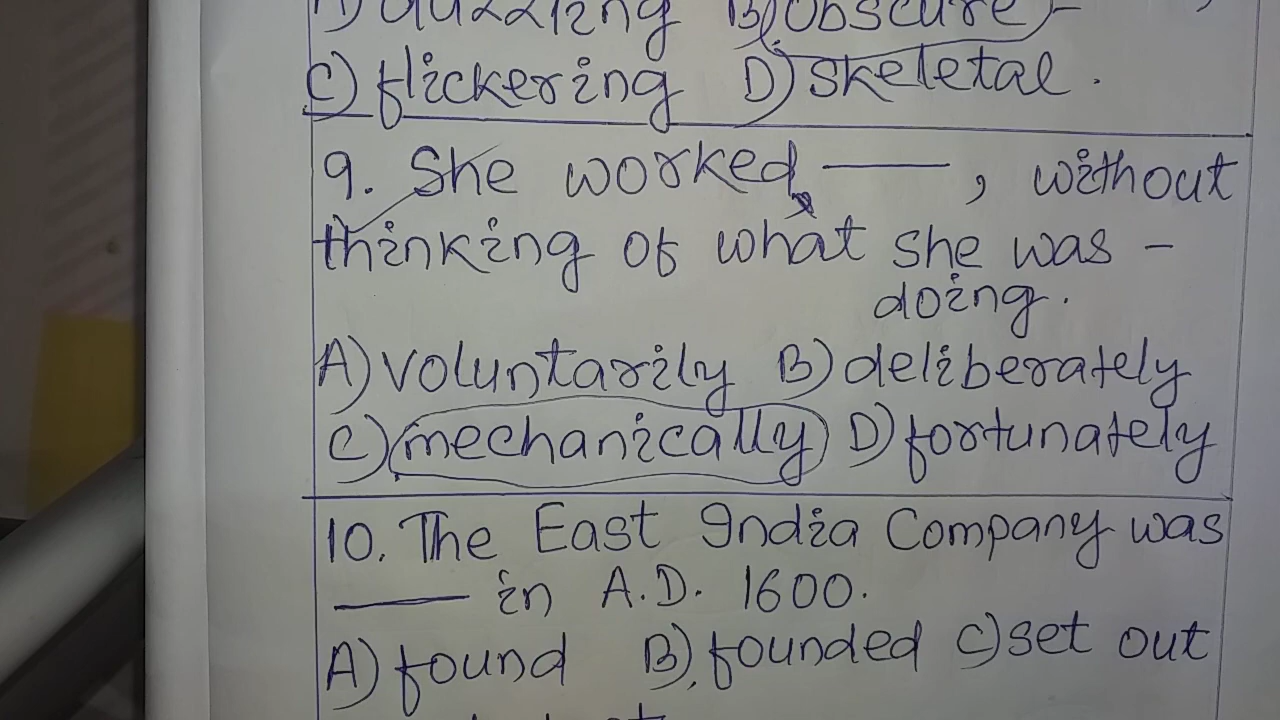 B) obscure
C) flickering D) skeletal.
9. She worked ——, without
thinking of what she was -
doing.
A) voluntarily B) deliberately
C) mechanically D) fortunately
10. The East India Company was
—— in A.D. 1600.
A) found B) founded C) set out